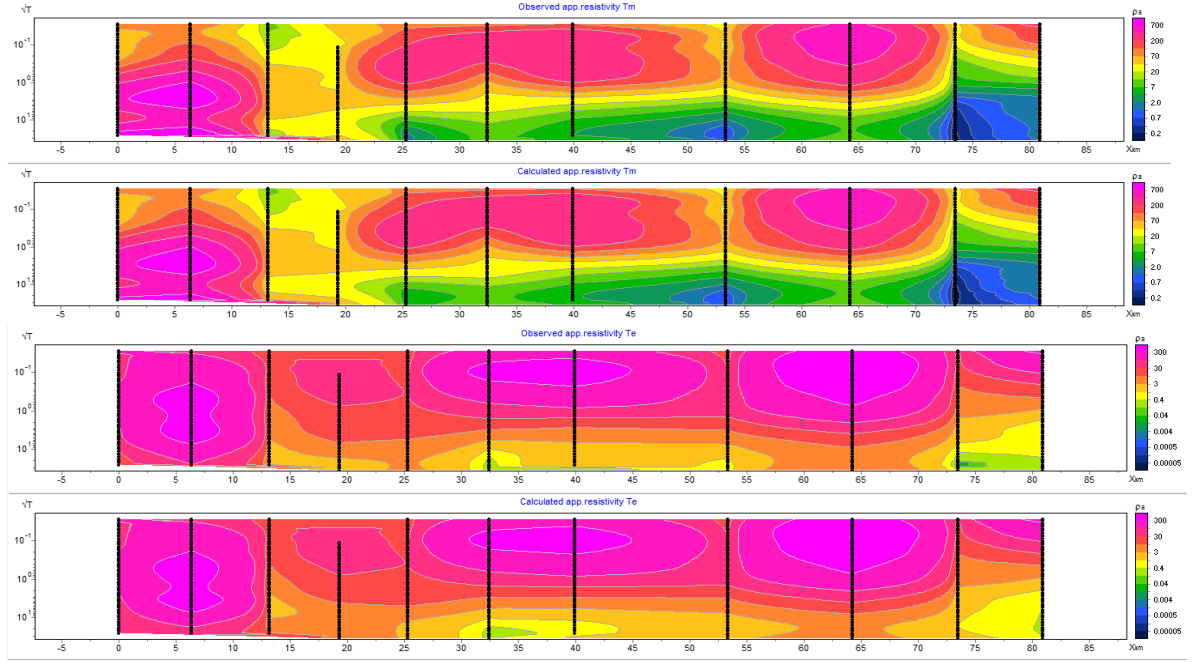 Observed app.resistivity Tm
√T
ρa
10⁻¹
10⁰
10¹
700
200
70
20
7
2.0
0.7
0.2
-5 0 5 10 15 20 25 30 35 40 45 50 55 60 65 70 75 80 85 Xкm
Calculated app.resistivity Tm
√T
ρa
10⁻¹
10⁰
10¹
700
200
70
20
7
2.0
0.7
0.2
-5 0 5 10 15 20 25 30 35 40 45 50 55 60 65 70 75 80 85 Xкm
Observed app.resistivity Te
√T
ρa
10⁻¹
10⁰
10¹
300
30
3
0.4
0.04
0.004
0.0005
0.00005
-5 0 5 10 15 20 25 30 35 40 45 50 55 60 65 70 75 80 85 Xкm
Calculated app.resistivity Te
√T
ρa
10⁻¹
10⁰
10¹
300
30
3
0.4
0.04
0.004
0.0005
0.00005
-5 0 5 10 15 20 25 30 35 40 45 50 55 60 65 70 75 80 85 Xкm